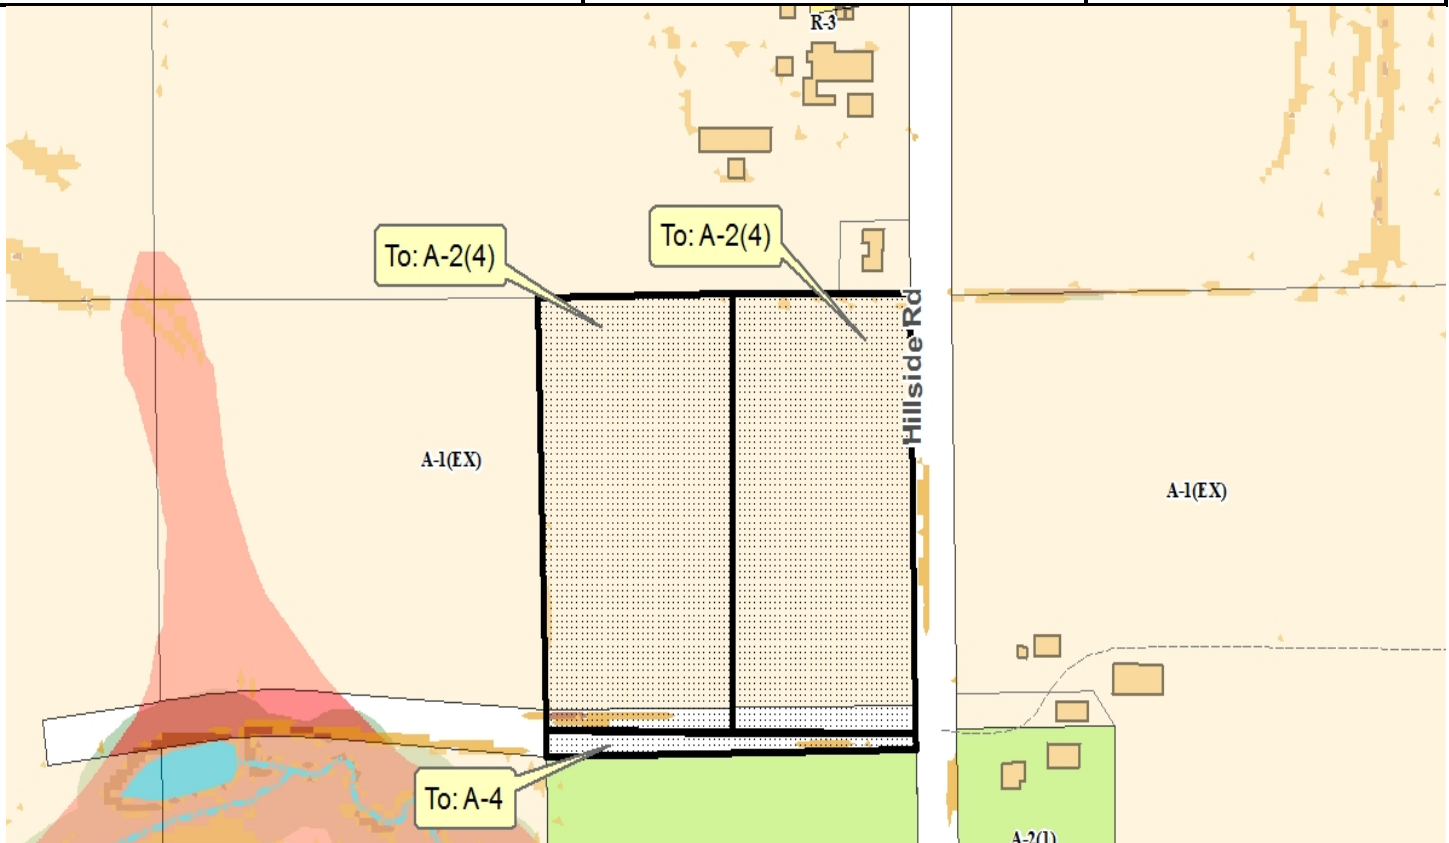 R-3
To: A-2(4)
To: A-2(4)
Hillside Rd
A-1(EX)
A-1(EX)
To: A-4
A-2(1)